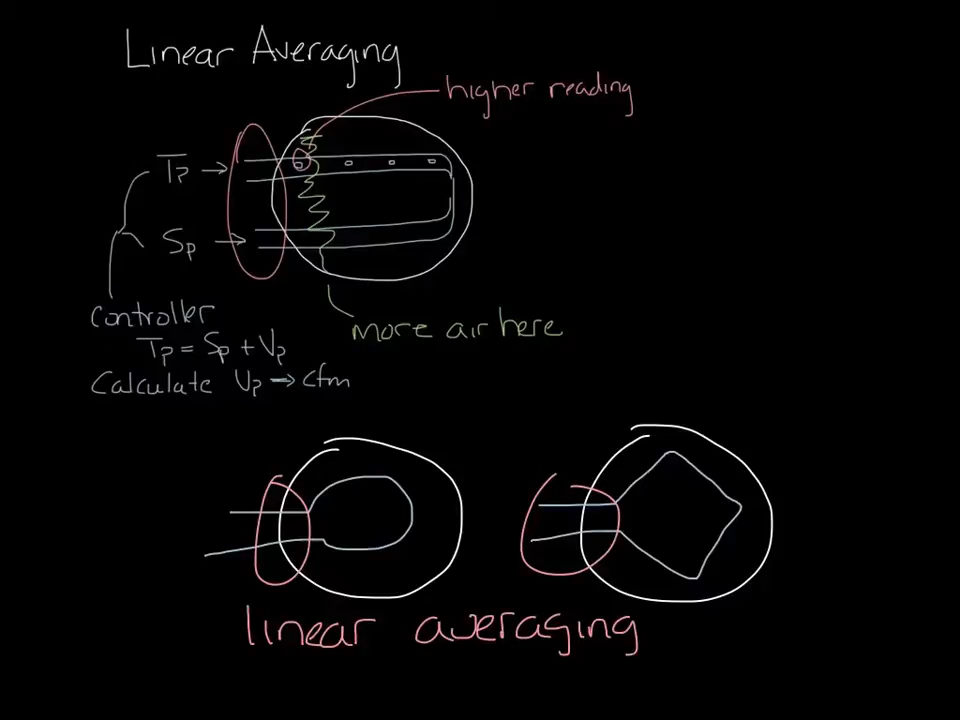 Linear Averaging
higher reading
Tp
Sp
controller
more air here
Tp = Sp + Vp
Calculate Vp → cfm
linear averaging